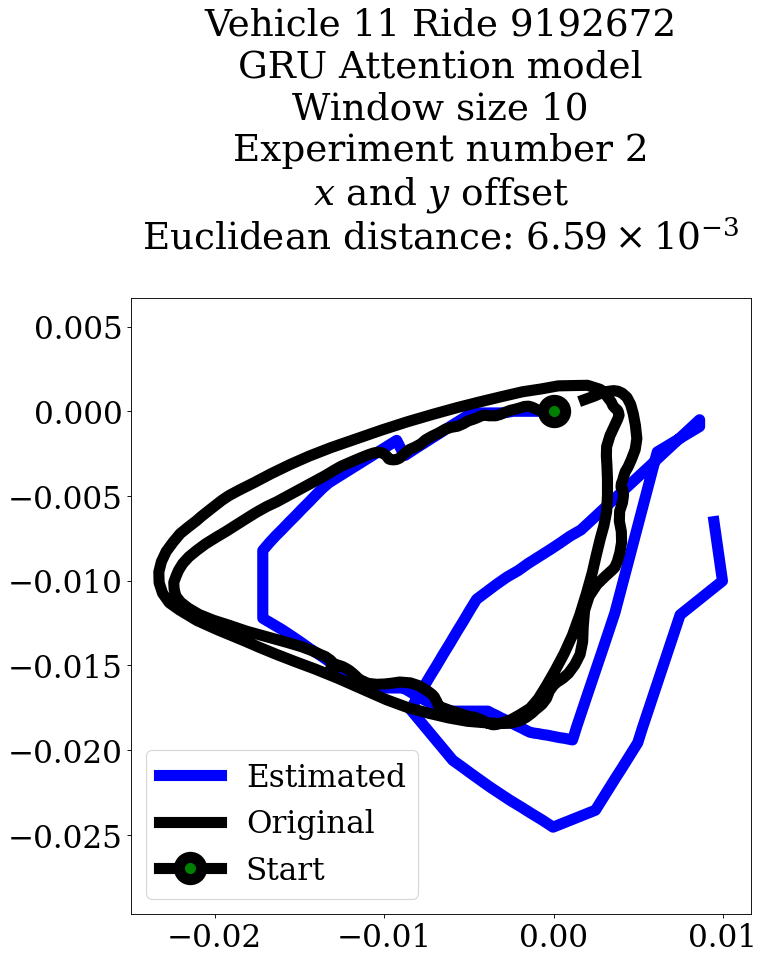 Vehicle 11 Ride 9192672
GRU Attention model
Window size 10
Experiment number 2
x and y offset
Euclidean distance: 6.59 × 10⁻³
0.005
0.000
−0.005
−0.010
−0.015
−0.020
−0.025
Estimated
Original
Start
−0.02
−0.01
0.00
0.01